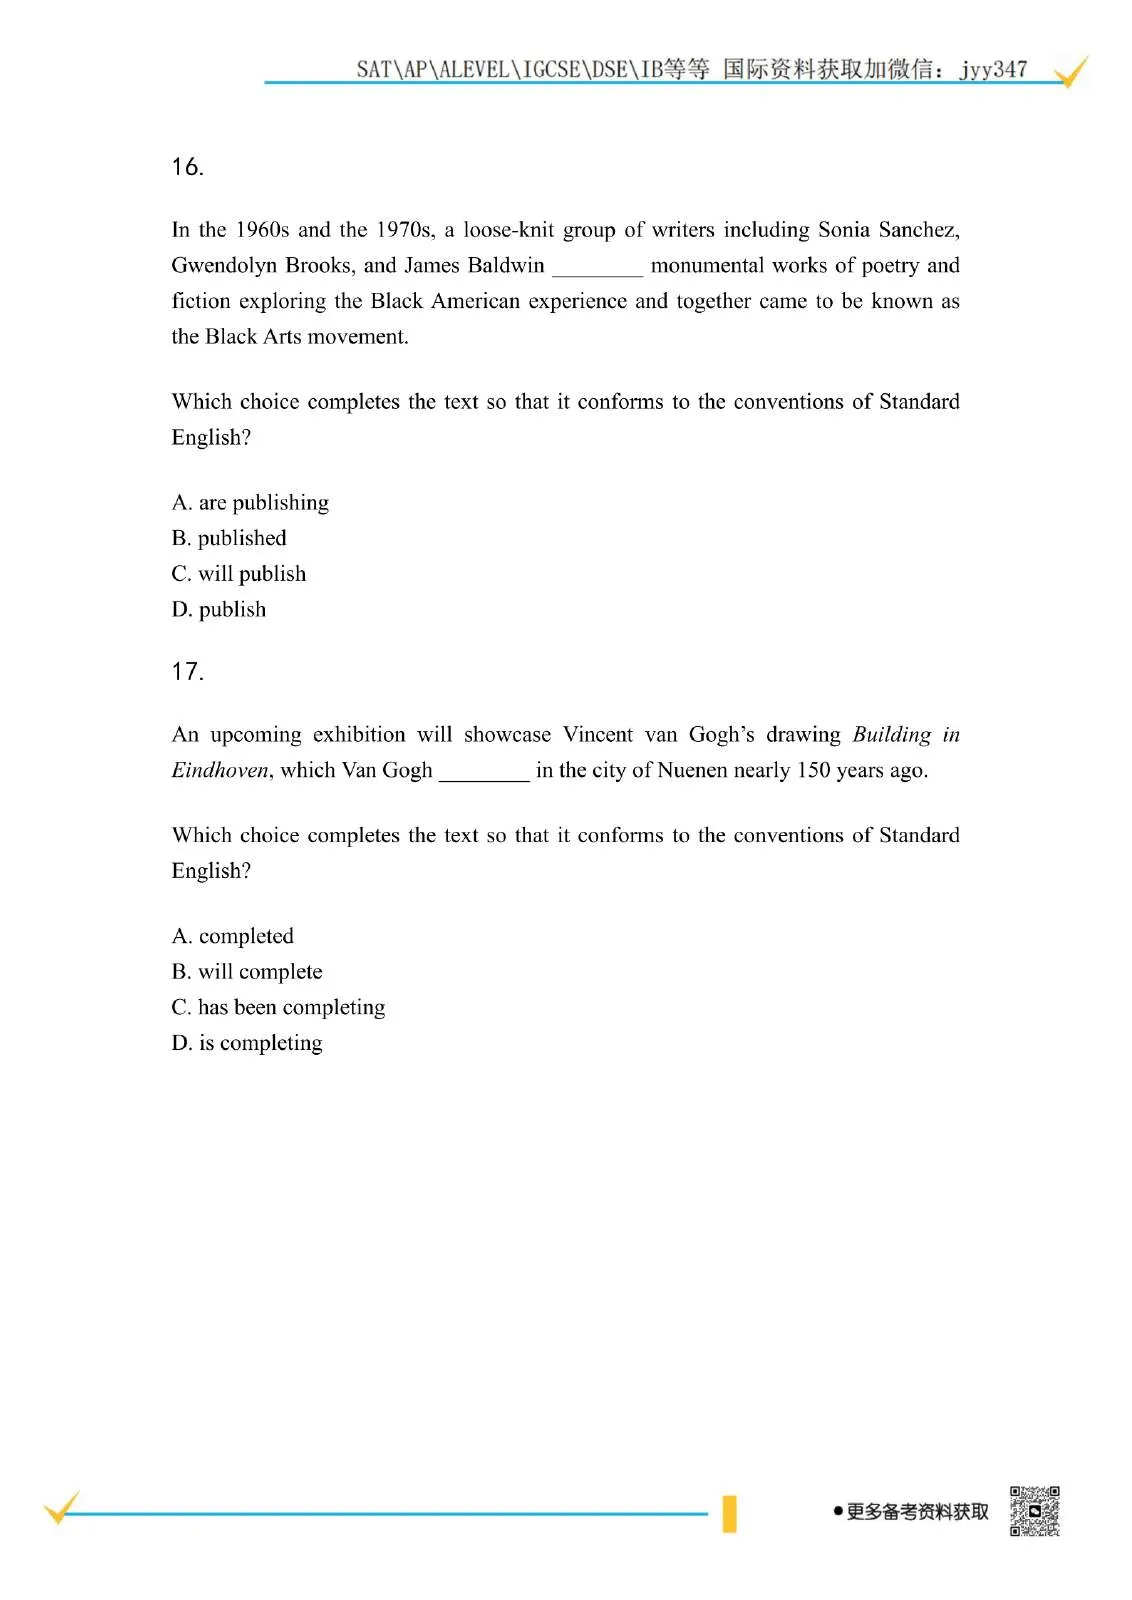 SAT\AP\ALEVEL\IGCSE\DSE\IB等等 国际资料获取加微信：jyy347
16.
In the 1960s and the 1970s, a loose-knit group of writers including Sonia Sanchez,
Gwendolyn Brooks, and James Baldwin ________ monumental works of poetry and
fiction exploring the Black American experience and together came to be known as
the Black Arts movement.
Which choice completes the text so that it conforms to the conventions of Standard
English?
A. are publishing
B. published
C. will publish
D. publish
17.
An upcoming exhibition will showcase Vincent van Gogh’s drawing Building in
Eindhoven, which Van Gogh ________ in the city of Nuenen nearly 150 years ago.
Which choice completes the text so that it conforms to the conventions of Standard
English?
A. completed
B. will complete
C. has been completing
D. is completing
●更多备考资料获取